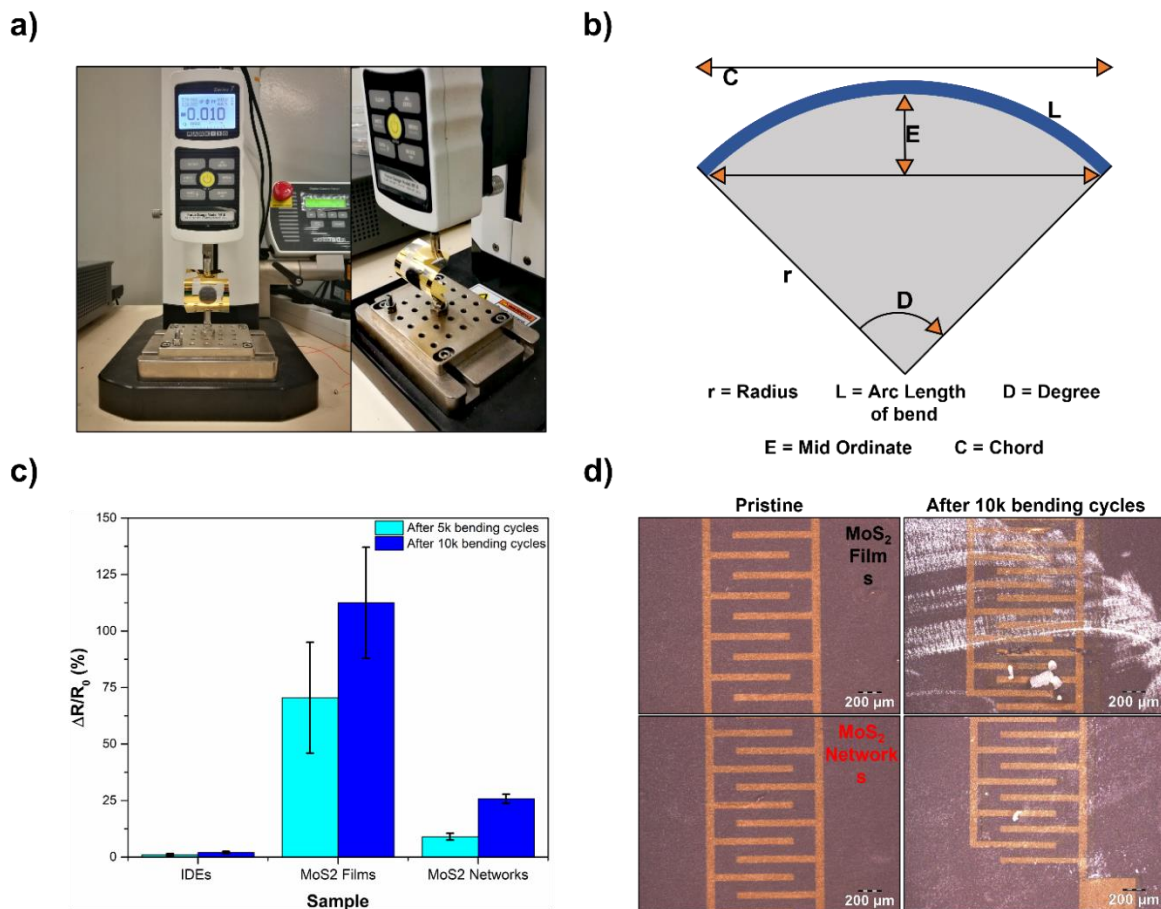 a)
0.010
b)
C
E
L
r
D
r = Radius
L = Arc Length
of bend
D = Degree
E = Mid Ordinate
C = Chord
c)
ΔR/R₀ (%)
150
125
100
75
50
25
0
After 5k bending cycles
After 10k bending cycles
IDEs
MoS2 Films
MoS2 Networks
Sample
d)
Pristine
After 10k bending cycles
MoS₂
Film
s
200 µm
200 µm
MoS₂
Network
s
200 µm
200 µm